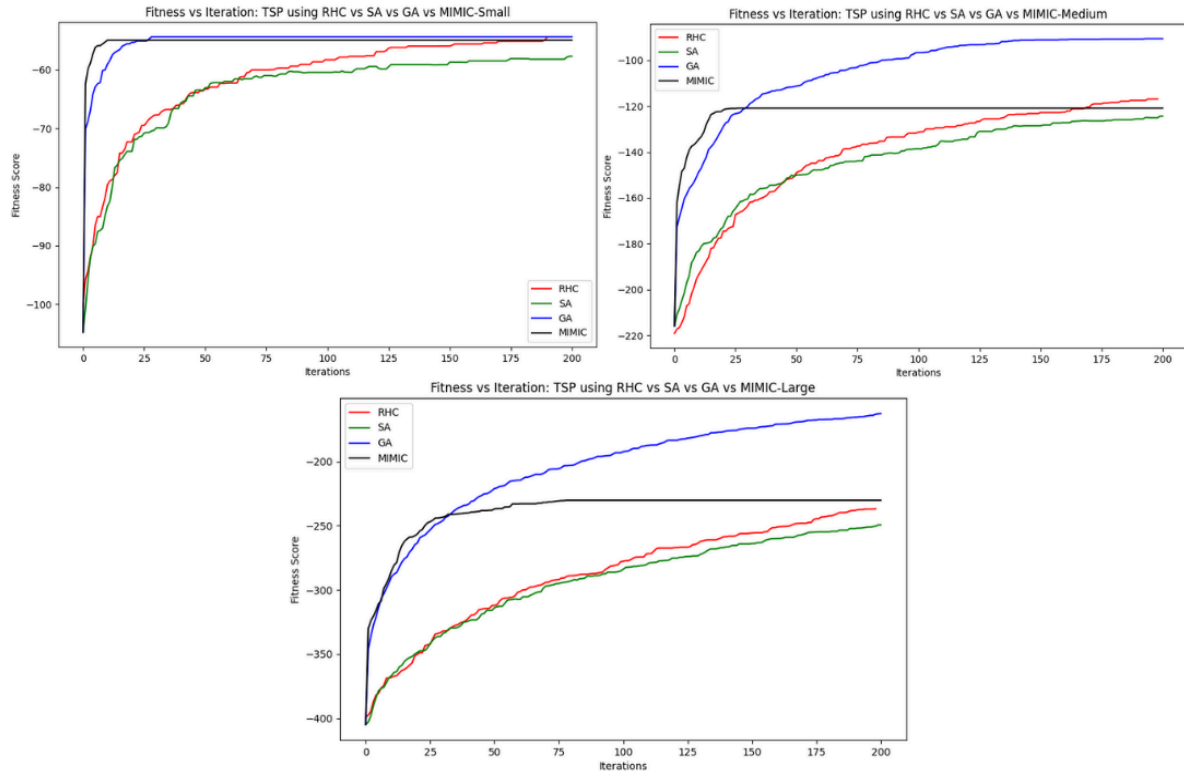 Fitness vs Iteration: TSP using RHC vs SA vs GA vs MIMIC-Small
−60
−70
−80
−90
−100
Fitness Score
RHC
SA
GA
MIMIC
0 25 50 75 100 125 150 175 200
Iterations
Fitness vs Iteration: TSP using RHC vs SA vs GA vs MIMIC-Medium
RHC
SA
GA
MIMIC
−100
−120
−140
−160
−180
−200
−220
Fitness Score
0 25 50 75 100 125 150 175 200
Iterations
Fitness vs Iteration: TSP using RHC vs SA vs GA vs MIMIC-Large
RHC
SA
GA
MIMIC
−200
−250
−300
−350
−400
Fitness Score
0 25 50 75 100 125 150 175 200
Iterations